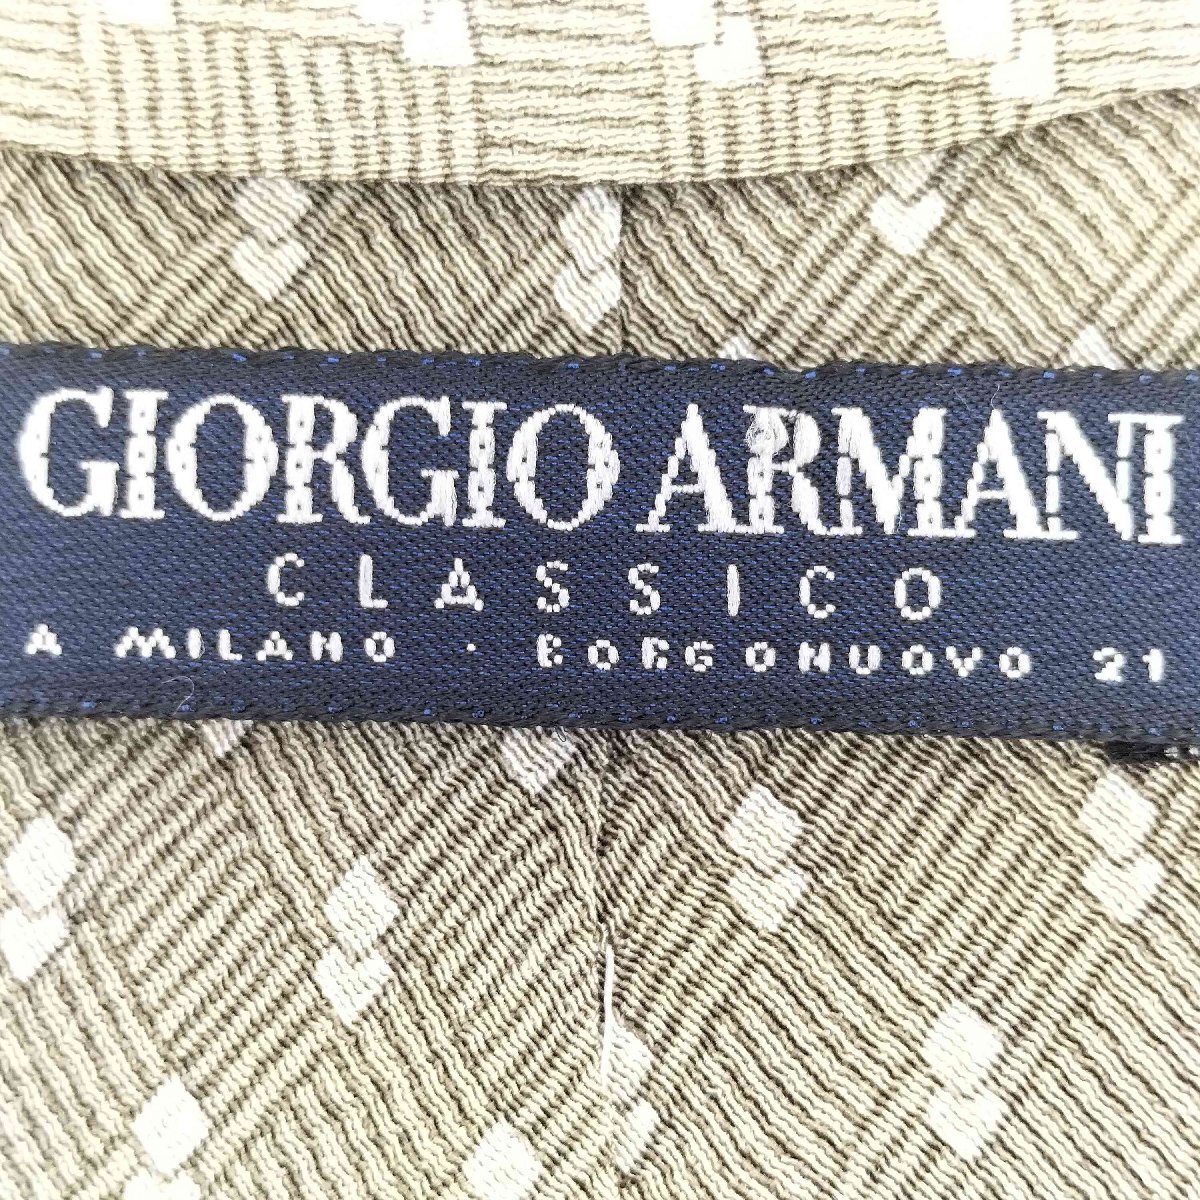 GIORGIO ARMANI
CLASSICO
A MILANO · BORGONUOVO 21